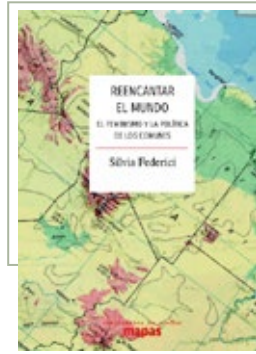 REENCANTAR
EL MUNDO
EL FEMINISMO Y LA POLÍTICA
DE LOS COMUNES
Silvia Federici
mapas